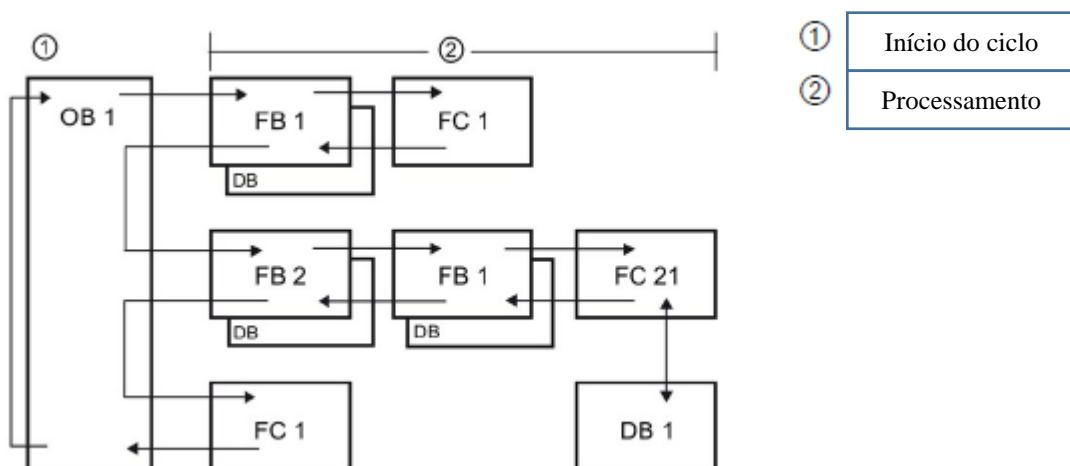 ① ② ① Início do ciclo
② Processamento
OB 1 FB 1 FC 1
DB
FB 2 FB 1 FC 21
DB DB
FC 1 DB 1